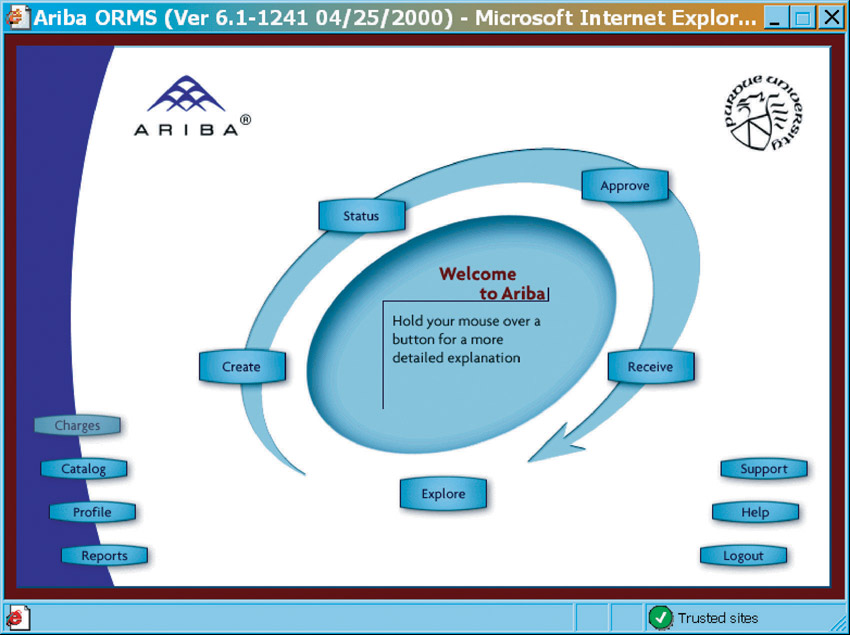 Ariba ORMS (Ver 6.1-1241 04/25/2000) - Microsoft Internet Explor...
ARIBA®
PURDUE UNIVERSITY
Approve
Status
Welcome
to Ariba
Hold your mouse over a
button for a more
detailed explanation
Create
Receive
Charges
Catalog
Support
Explore
Profile
Help
Reports
Logout
Trusted sites